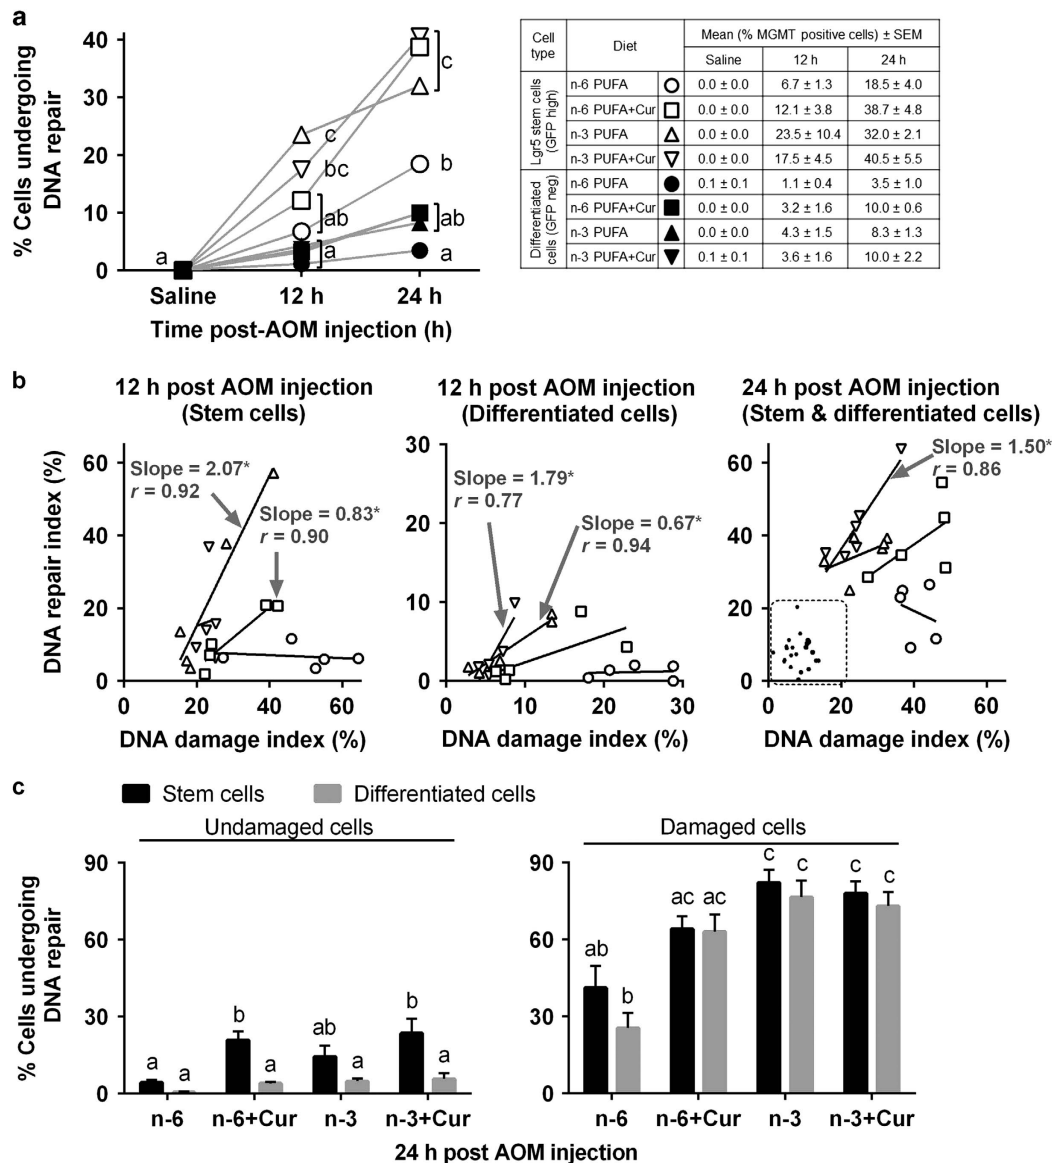 a
% Cells undergoing
DNA repair
40
30
20
10
0
a
c
bc
ab
a
c
b
ab
a
Saline 12 h 24 h
Time post-AOM injection (h)
Cell type Diet Mean (% MGMT positive cells) ± SEM
Saline 12 h 24 h
Lgr5 stem cells (GFP high)
n-6 PUFA 0.0 ± 0.0 6.7 ± 1.3 18.5 ± 4.0
n-6 PUFA+Cur 0.0 ± 0.0 12.1 ± 3.8 38.7 ± 4.8
n-3 PUFA 0.0 ± 0.0 23.5 ± 10.4 32.0 ± 2.1
n-3 PUFA+Cur 0.0 ± 0.0 17.5 ± 4.5 40.5 ± 5.5
Differentiated cells (GFP neg)
n-6 PUFA 0.1 ± 0.1 1.1 ± 0.4 3.5 ± 1.0
n-6 PUFA+Cur 0.0 ± 0.0 3.2 ± 1.6 10.0 ± 0.6
n-3 PUFA 0.0 ± 0.0 4.3 ± 1.5 8.3 ± 1.3
n-3 PUFA+Cur 0.1 ± 0.1 3.6 ± 1.6 10.0 ± 2.2
b
12 h post AOM injection
(Stem cells)
DNA repair index (%)
60
40
20
0
Slope = 2.07*
r = 0.92
Slope = 0.83*
r = 0.90
0 20 40 60
DNA damage index (%)
12 h post AOM injection
(Differentiated cells)
30
20
10
0
Slope = 1.79*
r = 0.77
Slope = 0.67*
r = 0.94
0 10 20 30
DNA damage index (%)
24 h post AOM injection
(Stem & differentiated cells)
60
40
20
0
Slope = 1.50*
r = 0.86
0 20 40 60
DNA damage index (%)
c
Stem cells Differentiated cells
Undamaged cells
% Cells undergoing
DNA repair
90
60
30
0
a a b a ab a b a
n-6 n-6+Cur n-3 n-3+Cur
Damaged cells
90
60
30
0
ab b ac ac c c c c
n-6 n-6+Cur n-3 n-3+Cur
24 h post AOM injection